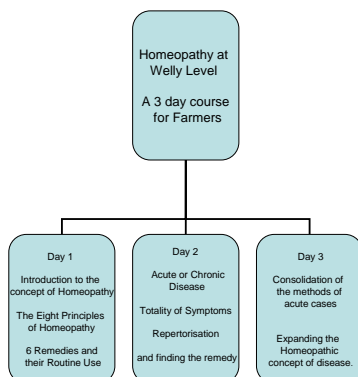 Homeopathy at
Welly Level
A 3 day course
for Farmers
Day 1
Introduction to the
concept of Homeopathy
The Eight Principles
of Homeopathy
6 Remedies and
their Routine Use
Day 2
Acute or Chronic
Disease
Totality of Symptoms
Repertorisation
and finding the remedy
Day 3
Consolidation of
the methods of
acute cases
Expanding the
Homeopathic
concept of disease.